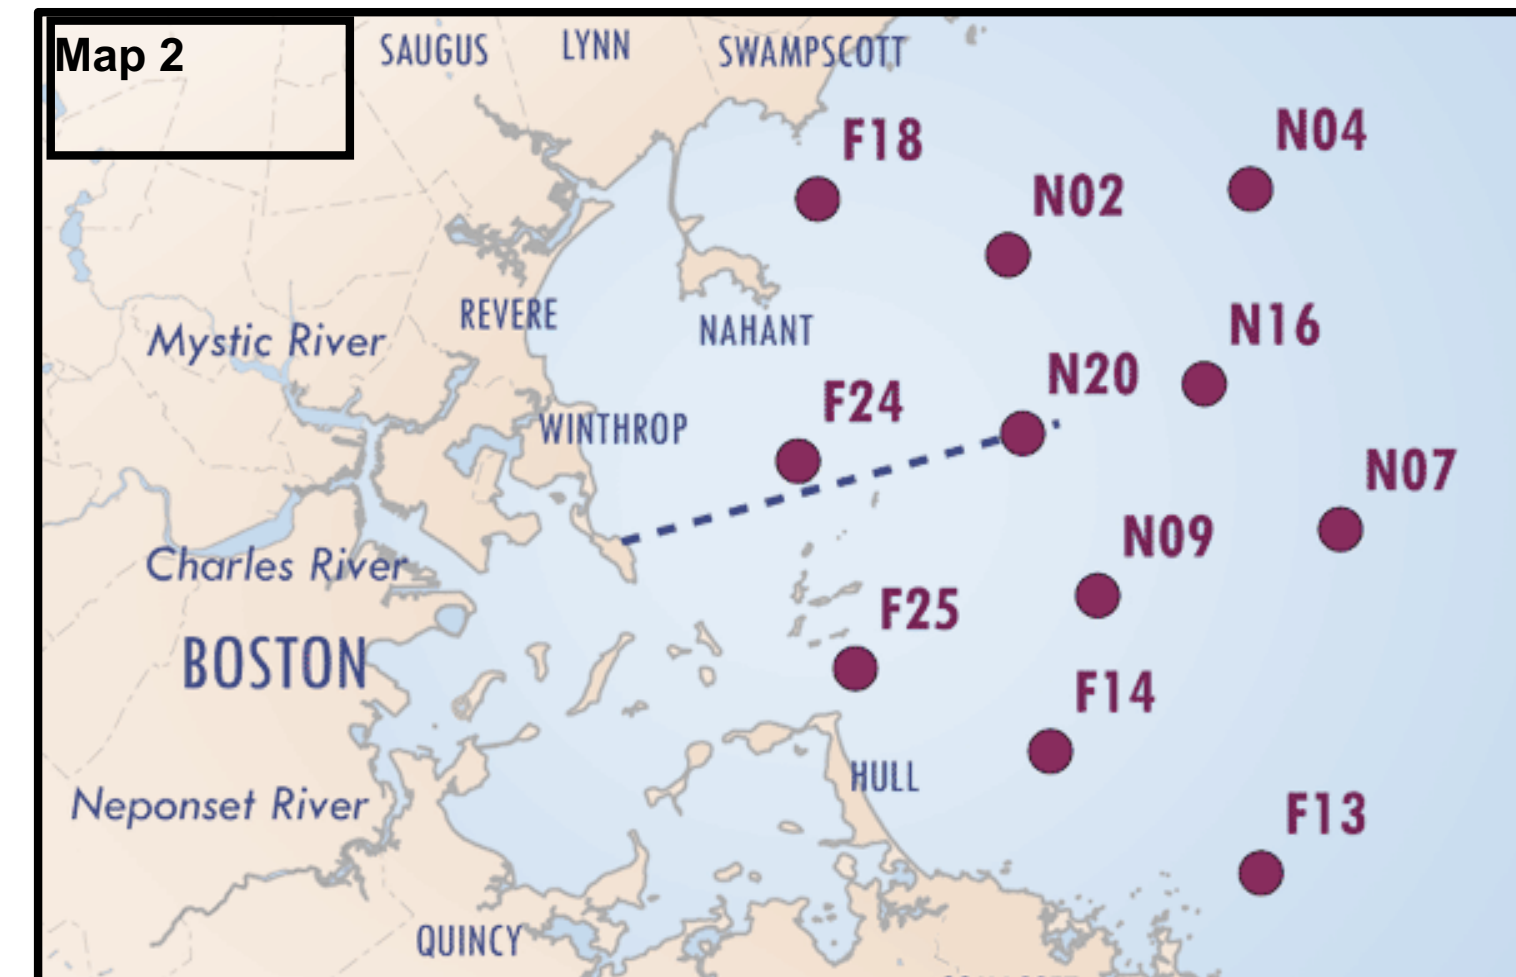 Map 2
SAUGUS
LYNN
SWAMPSCOTT
F18
N04
N02
REVERE
NAHANT
N16
Mystic River
N20
F24
WINTHROP
N07
N09
Charles River
F25
BOSTON
F14
HULL
Neponset River
F13
QUINCY